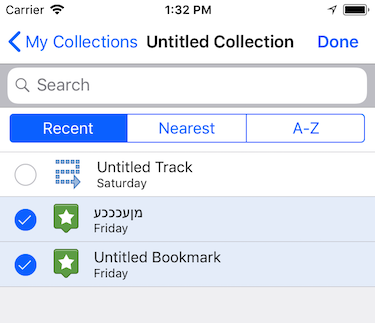 Carrier 1:32 PM
My Collections Untitled Collection Done
Search
Recent Nearest A-Z
Untitled Track
Saturday
מןעככככע
Friday
Untitled Bookmark
Friday